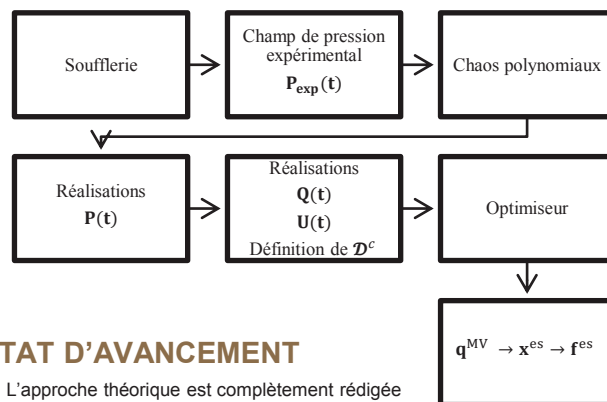 Soufflerie
Champ de pression
expérimental
P_exp(t)
Chaos polynomiaux
Réalisations
P(t)
Réalisations
Q(t)
U(t)
Définition de 𝒟^c
Optimiseur
q^MV → x^es → f^es
TAT D'AVANCEMENT
L'approche théorique est complètement rédigée